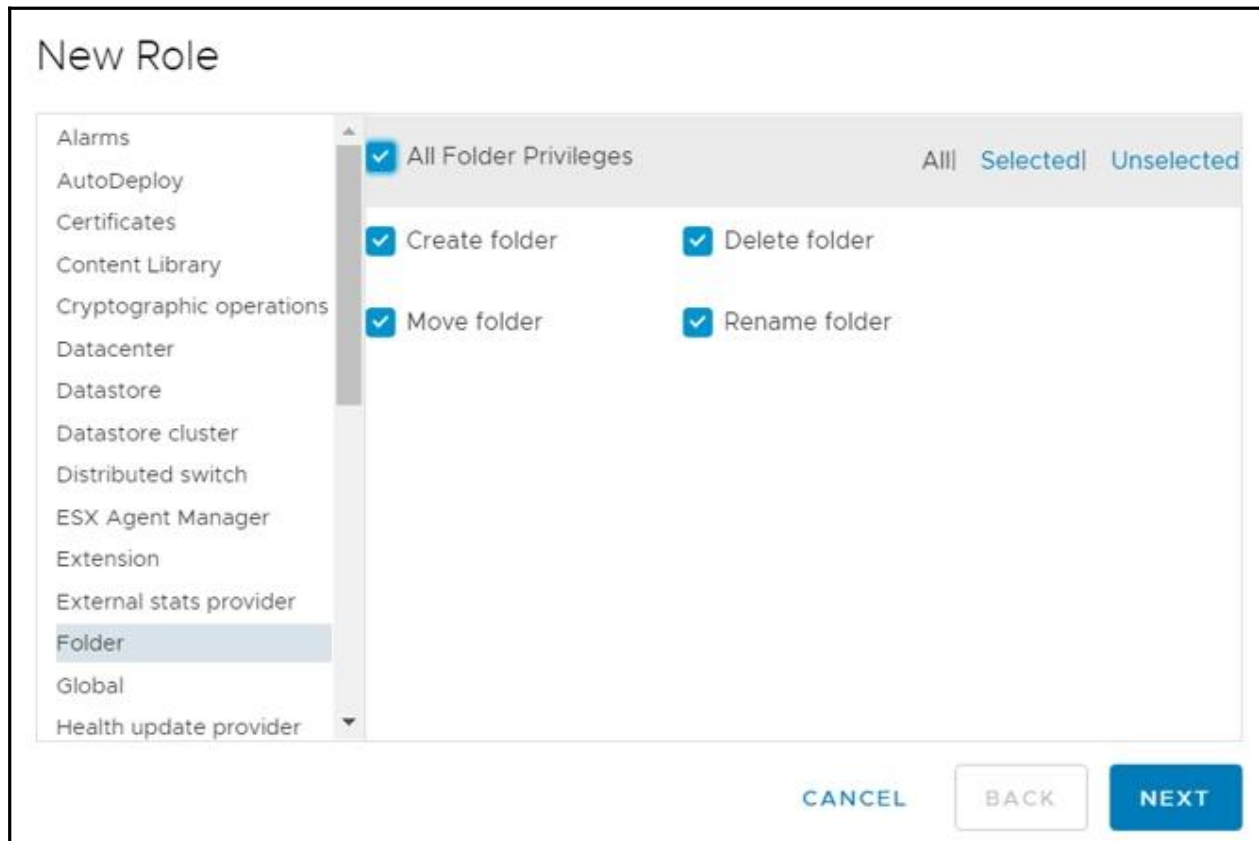 New Role
Alarms
AutoDeploy
Certificates
Content Library
Cryptographic operations
Datacenter
Datastore
Datastore cluster
Distributed switch
ESX Agent Manager
Extension
External stats provider
Folder
Global
Health update provider
All Folder Privileges
All| Selected| Unselected
Create folder Delete folder
Move folder Rename folder
CANCEL BACK NEXT